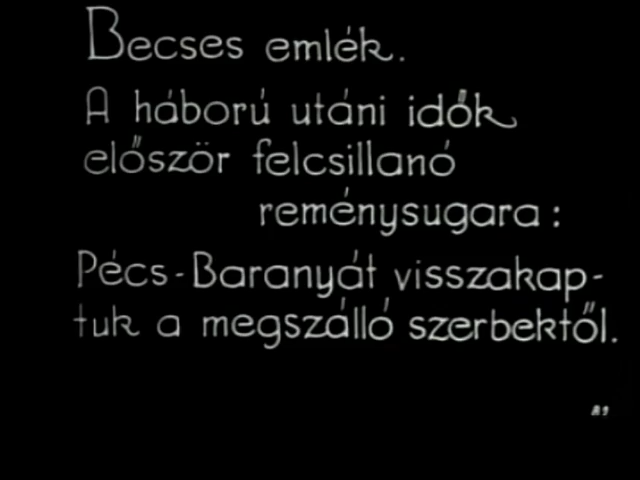 Becses emlék.
A háború utáni idők
először felcsillanó
reménysugara:
Pécs-Baranyát visszakap-
tuk a megszálló szerbektől.